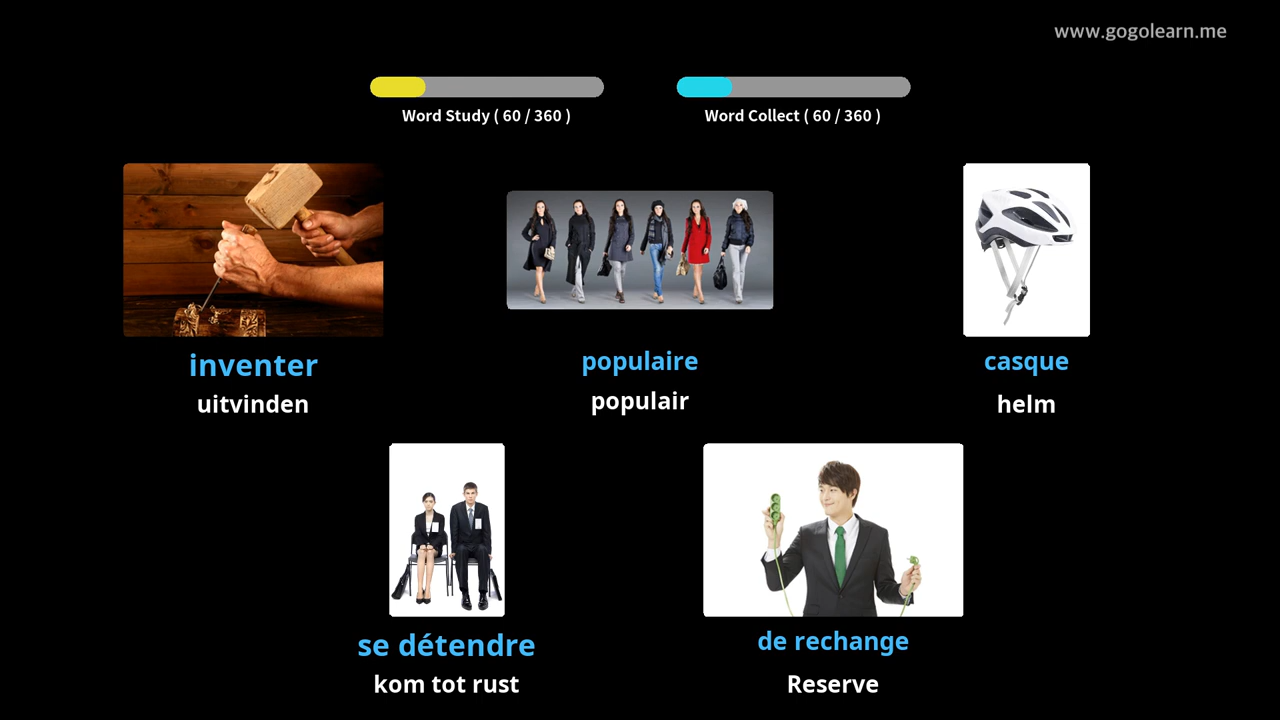 www.gogolearn.me
Word Study ( 60 / 360 )
Word Collect ( 60 / 360 )
inventer
uitvinden
populaire
populair
casque
helm
se détendre
kom tot rust
de rechange
Reserve